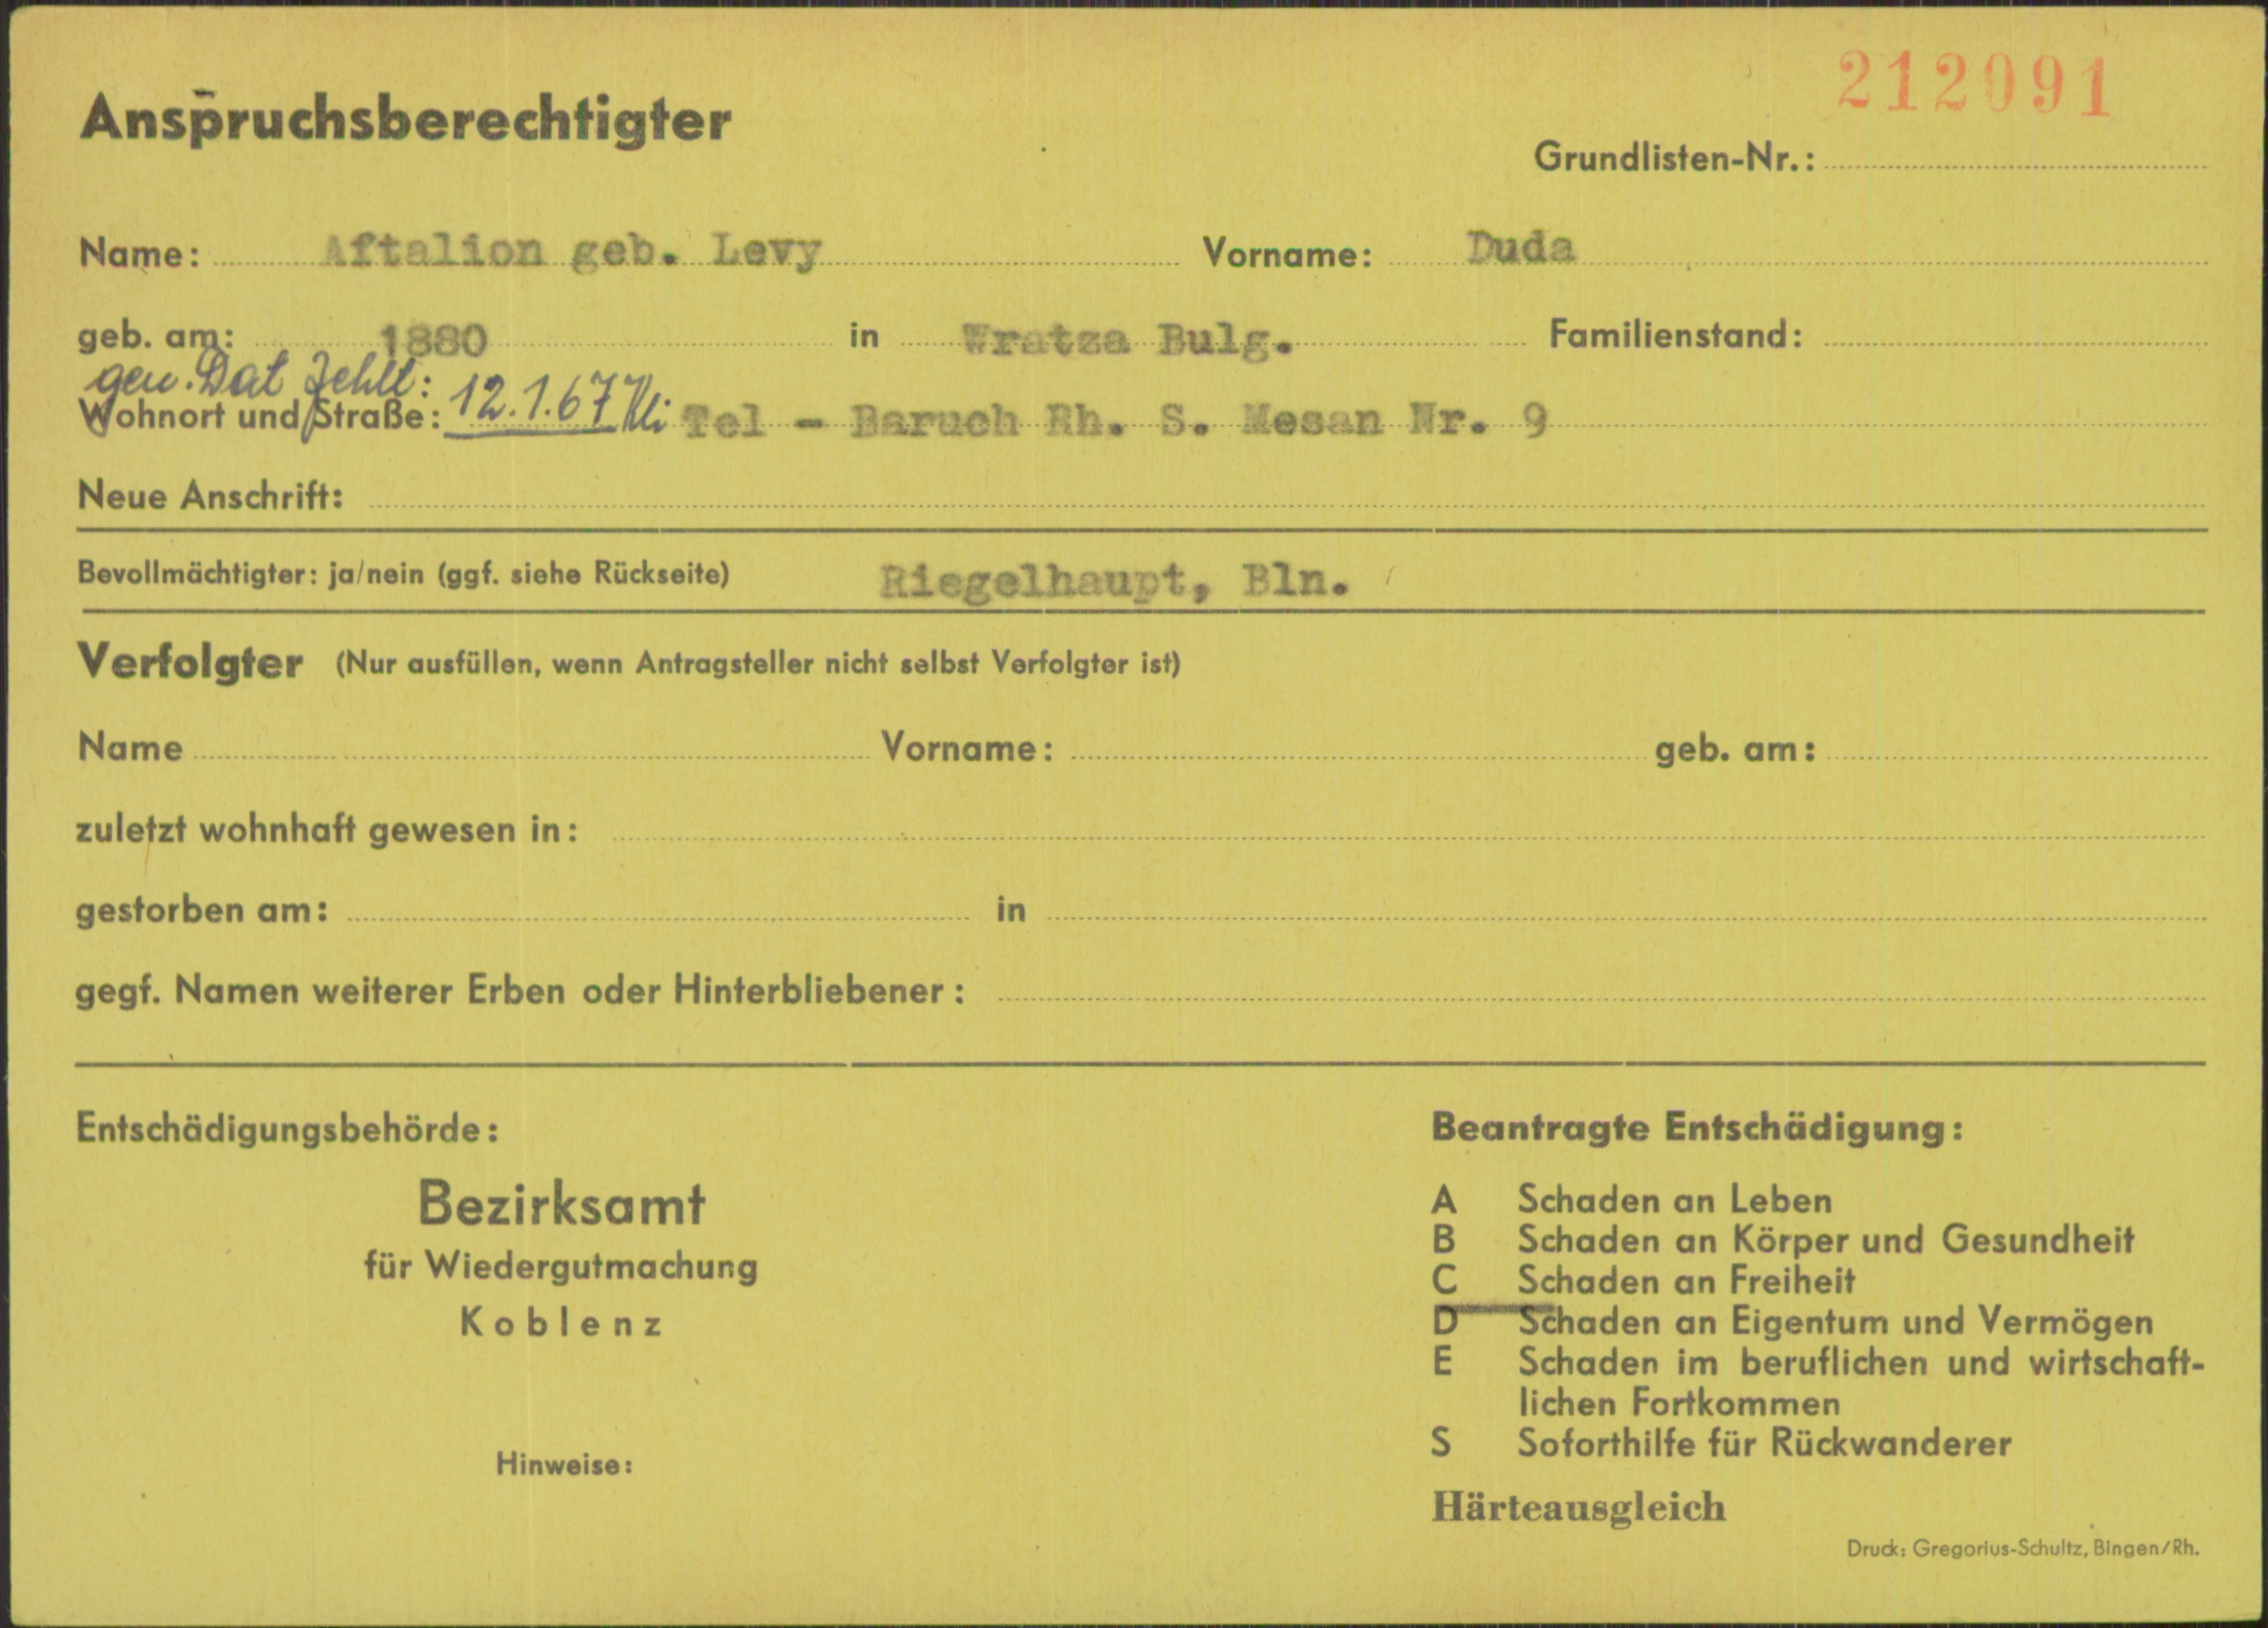 212091
Anspruchsberechtigter
Grundlisten-Nr.:
Name: Aftalion geb. Levy Vorname: Duda
geb. am: 1880 in Wratza Bulg. Familienstand:
gen. Dat fehlt: 12.1.67
Wohnort und Straße: Tel - Baruch Rh. S. Mesan Nr. 9
Neue Anschrift:
Bevollmächtigter: ja/nein (ggf. siehe Rückseite) Riegelhaupt, Bln.
Verfolgter (Nur ausfüllen, wenn Antragsteller nicht selbst Verfolgter ist)
Name Vorname: geb. am:
zuletzt wohnhaft gewesen in:
gestorben am: in
gegf. Namen weiterer Erben oder Hinterbliebener:
Entschädigungsbehörde:
Bezirksamt
für Wiedergutmachung
Koblenz
Hinweise:
Beantragte Entschädigung:
A Schaden an Leben
B Schaden an Körper und Gesundheit
C Schaden an Freiheit
D Schaden an Eigentum und Vermögen
E Schaden im beruflichen und wirtschaft-
lichen Fortkommen
S Soforthilfe für Rückwanderer
Härteausgleich
Druck: Gregorius-Schultz, Bingen/Rh.